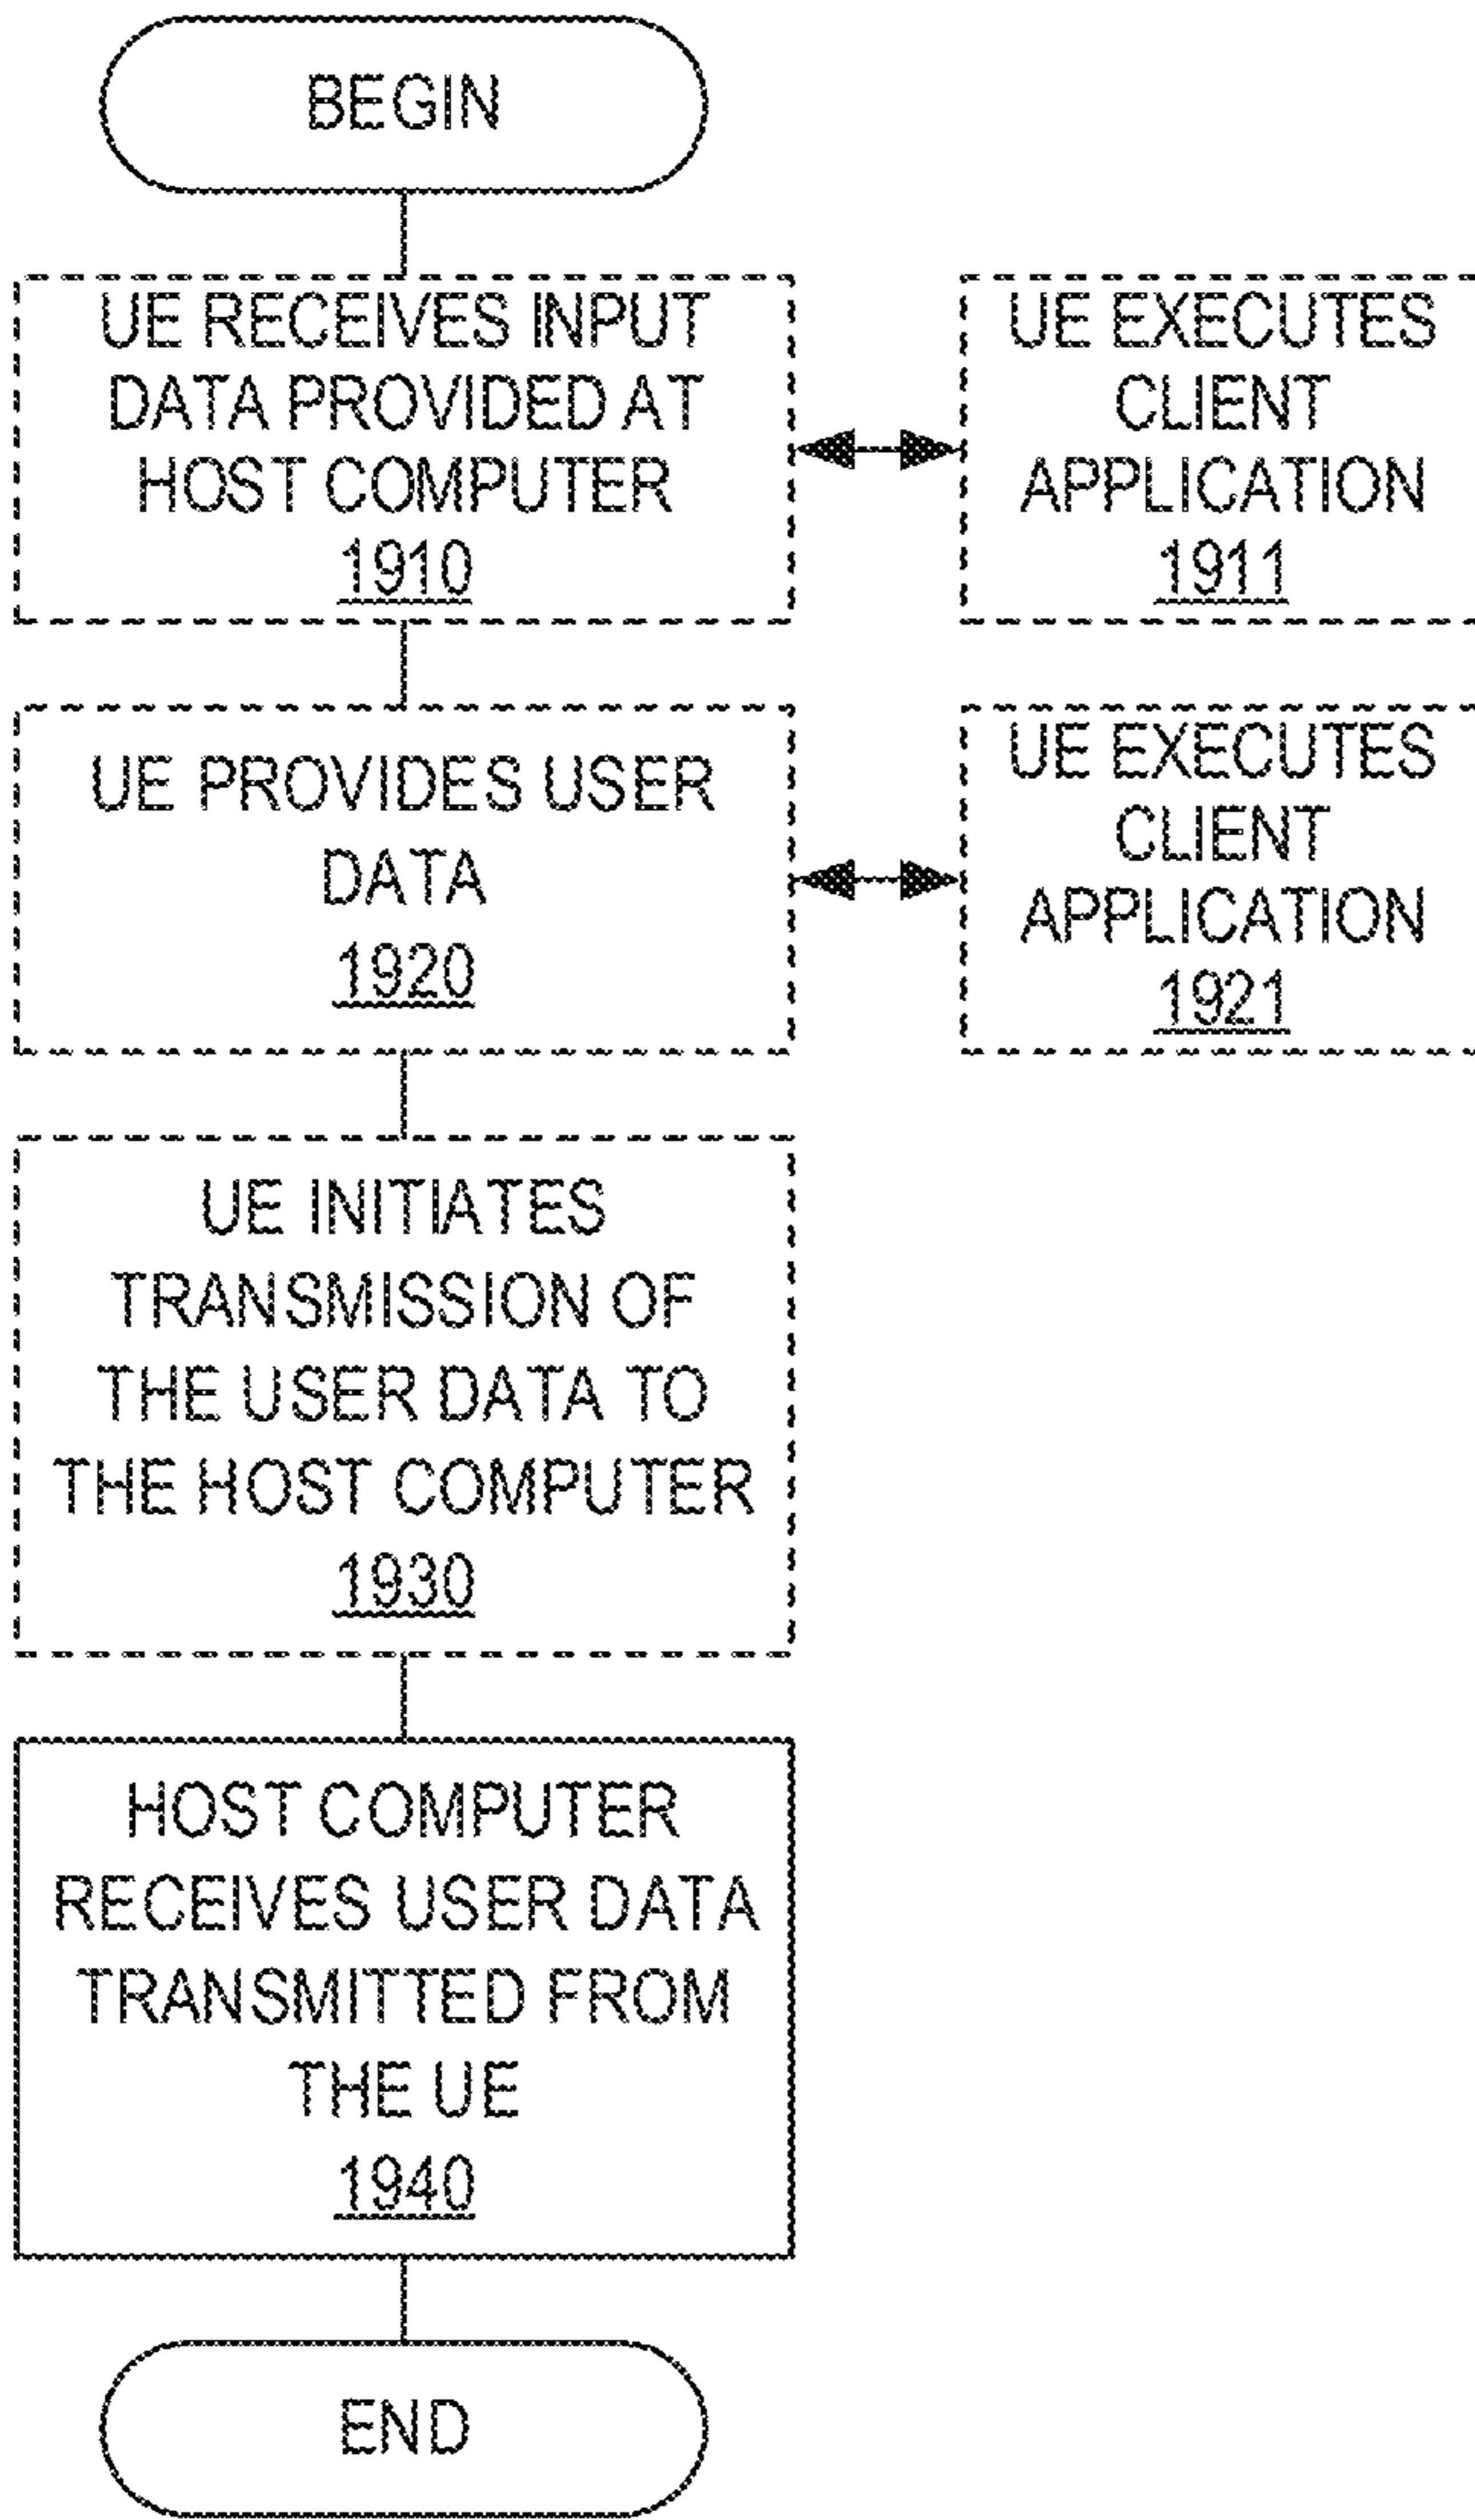 BEGIN
UE RECEIVES INPUT
DATA PROVIDED AT
HOST COMPUTER
1910
UE EXECUTES
CLIENT
APPLICATION
1911
UE PROVIDES USER
DATA
1920
UE EXECUTES
CLIENT
APPLICATION
1921
UE INITIATES
TRANSMISSION OF
THE USER DATA TO
THE HOST COMPUTER
1930
HOST COMPUTER
RECEIVES USER DATA
TRANSMITTED FROM
THE UE
1940
END